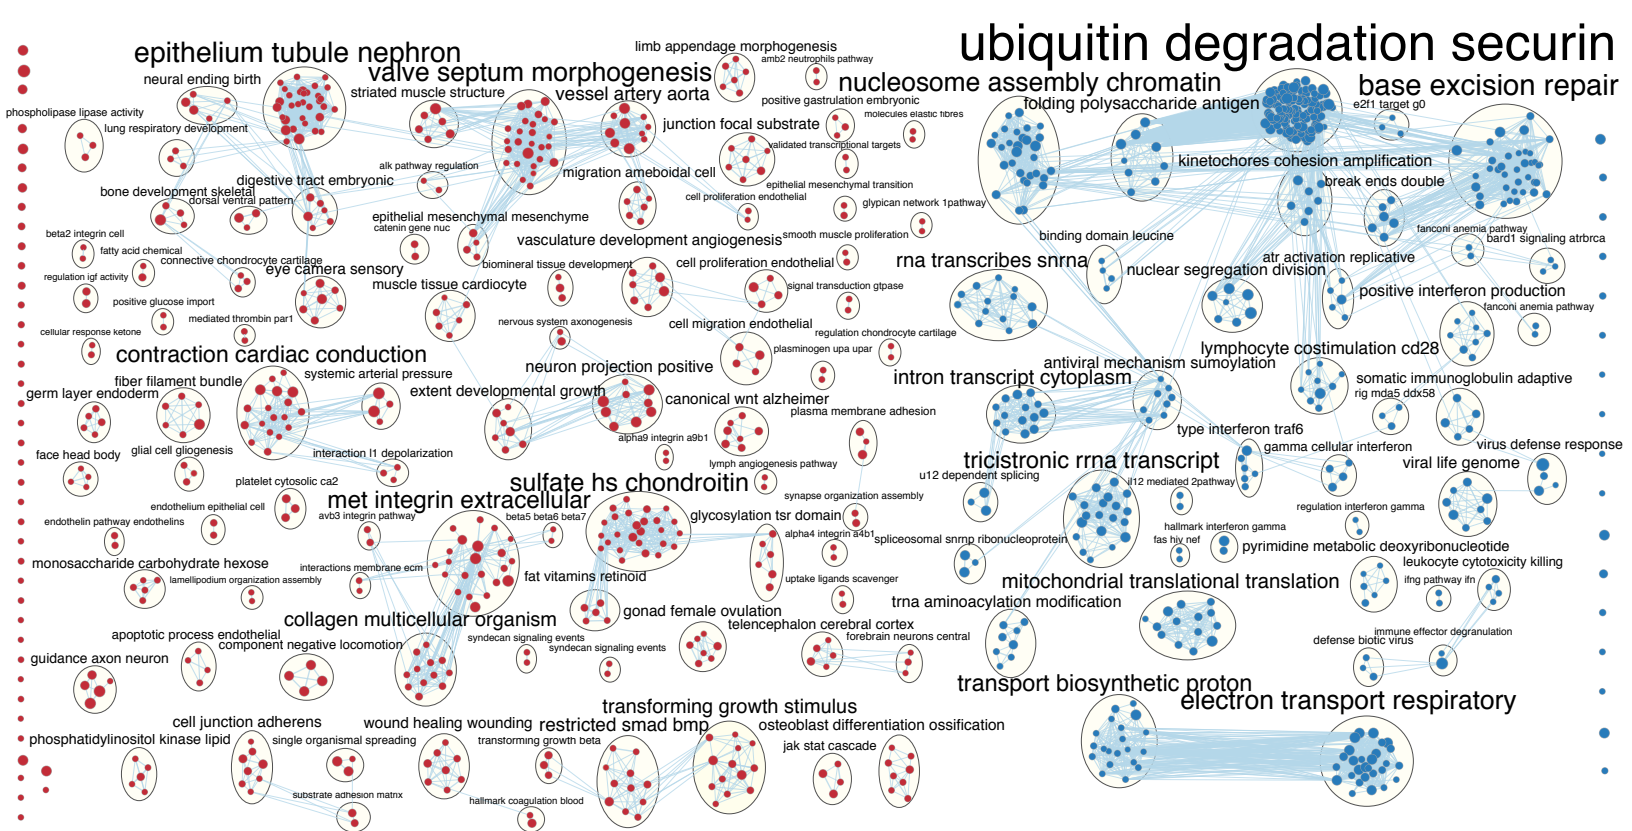 ubiquitin degradation securin
limb appendage morphogenesis
epithelium tubule nephron
amb2 neutrophils pathway
valve septum morphogenesis
neural ending birth
nucleosome assembly chromatin
base excision repair
striated muscle structure
vessel artery aorta
positive gastrulation embryonic
folding polysaccharide antigen
e2f1 target g0
phospholipase lipase activity
molecules elastic fibres
lung respiratory development
junction focal substrate
validated transcriptional targets
kinetochores cohesion amplification
alk pathway regulation
migration ameboidal cell
digestive tract embryonic
break ends double
epithelial mesenchymal transition
bone development skeletal
dorsal ventral pattern
cell proliferation endothelial
glypican network 1pathway
epithelial mesenchymal mesenchyme
catenin gene nuc
beta2 integrin cell
smooth muscle proliferation
binding domain leucine
fanconi anemia pathway
vasculature development angiogenesis
bard1 signaling atrbrca
fatty acid chemical
connective chondrocyte cartilage
rna transcribes snrna
atr activation replicative
biomineral tissue development
cell proliferation endothelial
nuclear segregation division
eye camera sensory
regulation igf activity
muscle tissue cardiocyte
signal transduction gtpase
positive interferon production
positive glucose import
fanconi anemia pathway
mediated thrombin par1
nervous system axonogenesis
cell migration endothelial
cellular response ketone
regulation chondrocyte cartilage
contraction cardiac conduction
plasminogen upa upar
lymphocyte costimulation cd28
neuron projection positive
antiviral mechanism sumoylation
systemic arterial pressure
intron transcript cytoplasm
fiber filament bundle
somatic immunoglobulin adaptive
germ layer endoderm
extent developmental growth
rig mda5 ddx58
canonical wnt alzheimer
plasma membrane adhesion
type interferon traf6
alpha9 integrin a9b1
glial cell gliogenesis
gamma cellular interferon
virus defense response
face head body
interaction l1 depolarization
lymph angiogenesis pathway
tricistronic rrna transcript
viral life genome
u12 dependent splicing
platelet cytosolic ca2
sulfate hs chondroitin
il12 mediated 2pathway
met integrin extracellular
synapse organization assembly
endothelium epithelial cell
regulation interferon gamma
endothelin pathway endothelins
avb3 integrin pathway
beta5 beta6 beta7
glycosylation tsr domain
hallmark interferon gamma
alpha4 integrin a4b1
spliceosomal snrnp ribonucleoprotein
fas hiv nef
pyrimidine metabolic deoxyribonucleotide
monosaccharide carbohydrate hexose
interactions membrane ecm
leukocyte cytotoxicity killing
lamellipodium organization assembly
fat vitamins retinoid
uptake ligands scavenger
mitochondrial translational translation
ifng pathway ifn
trna aminoacylation modification
gonad female ovulation
collagen multicellular organism
telencephalon cerebral cortex
apoptotic process endothelial
syndecan signaling events
forebrain neurons central
immune effector degranulation
component negative locomotion
syndecan signaling events
defense biotic virus
guidance axon neuron
transport biosynthetic proton
electron transport respiratory
transforming growth stimulus
cell junction adherens
wound healing wounding
restricted smad bmp
osteoblast differentiation ossification
phosphatidylinositol kinase lipid
single organismal spreading
transforming growth beta
jak stat cascade
substrate adhesion matrix
hallmark coagulation blood